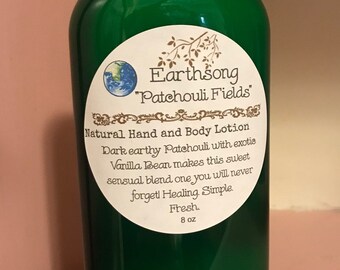 Earthsong
"Patchouli Fields"
Natural Hand and Body Lotion
Dark earthy Patchouli with exotic
Vanilla Bean makes this sweet
sensual blend one you will never
forget! Healing. Simple.
Fresh.
8 oz